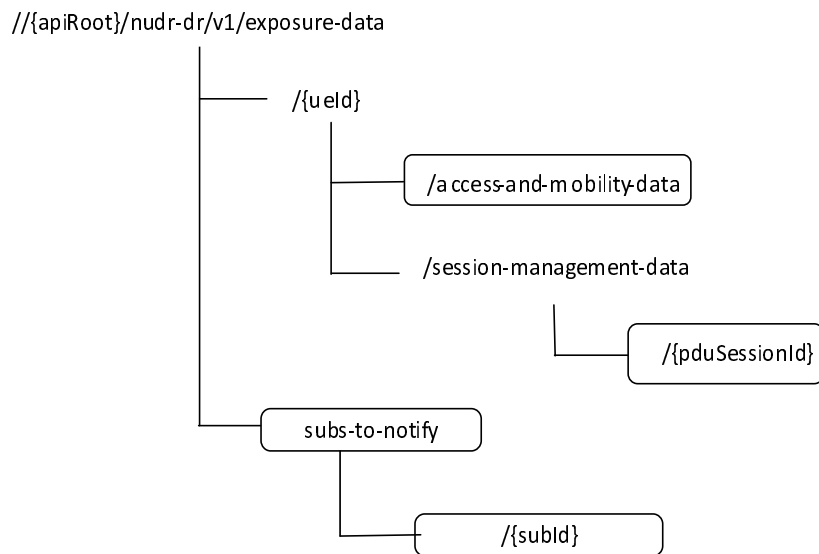 //{apiRoot}/nudr-dr/v1/exposure-data
/{ueId}
/access-and-mobility-data
/session-management-data
/{pduSessionId}
subs-to-notify
/{subId}